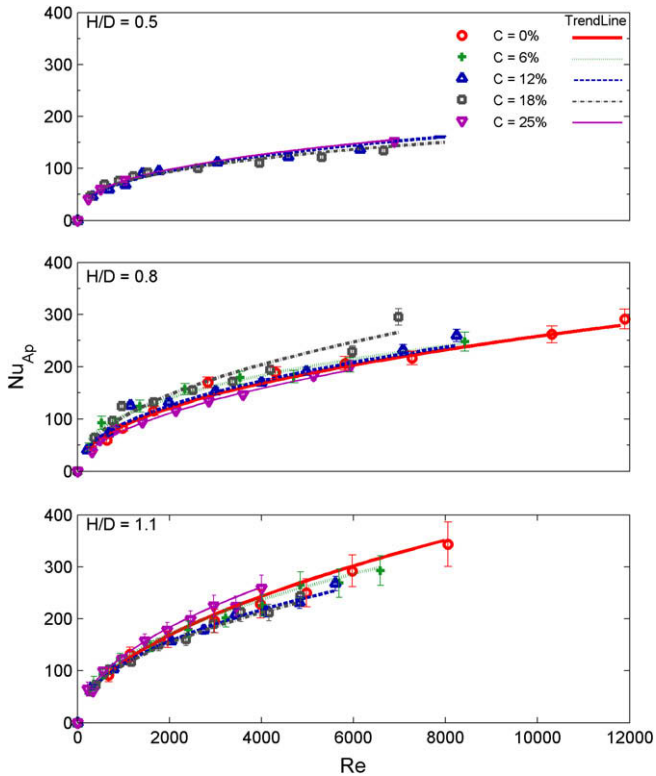 400
300
200
100
0
H/D = 0.5
TrendLine
C = 0%
C = 6%
C = 12%
C = 18%
C = 25%
400
300
200
100
0
H/D = 0.8
Nu_Ap
400
300
200
100
0
H/D = 1.1
0 2000 4000 6000 8000 10000 12000
Re